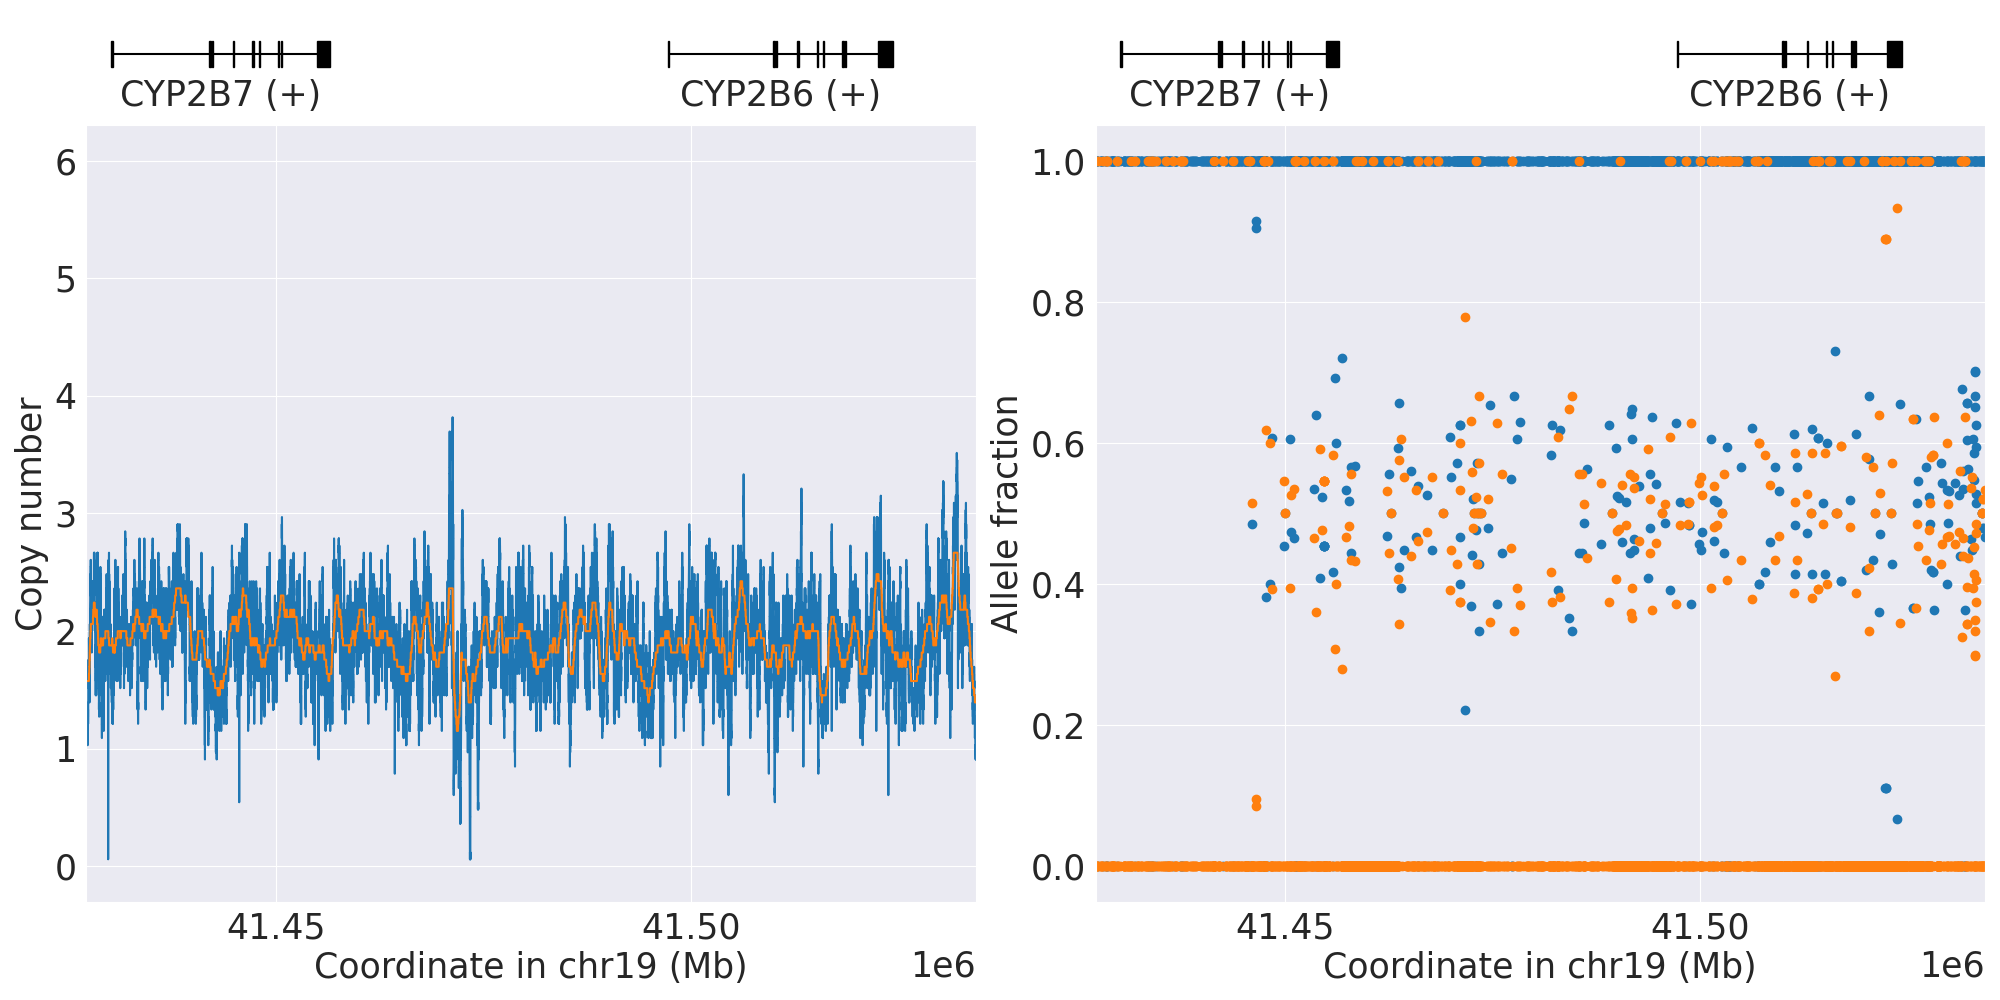 CYP2B7 (+)
CYP2B6 (+)
6
5
4
3
2
1
0
Copy number
41.45
41.50
Coordinate in chr19 (Mb)
1e6
CYP2B7 (+)
CYP2B6 (+)
1.0
0.8
0.6
0.4
0.2
0.0
Allele fraction
41.45
41.50
Coordinate in chr19 (Mb)
1e6